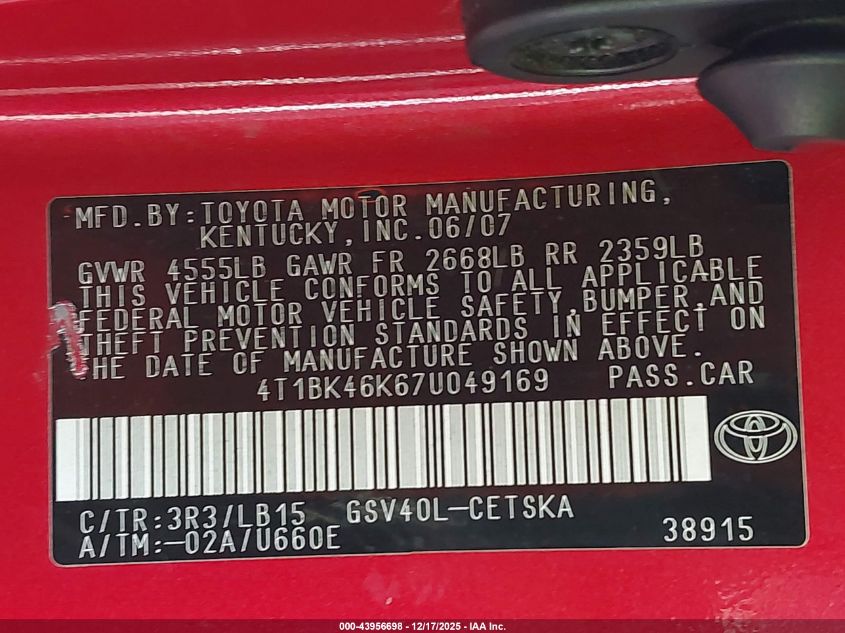 MFD.BY:TOYOTA MOTOR MANUFACTURING,
KENTUCKY,INC.06/07
GVWR 4555LB GAWR FR 2668LB RR 2359LB
THIS VEHICLE CONFORMS TO ALL APPLICABLE
FEDERAL MOTOR VEHICLE SAFETY,BUMPER,AND
THEFT PREVENTION STANDARDS IN EFFECT ON
THE DATE OF MANUFACTURE SHOWN ABOVE.
4T1BK46K67U049169 PASS.CAR
C/TR:3R3/LB15 GSV40L-CETSKA
A/TM:-02A/U660E 38915
000-43956698 - 12/17/2025 - IAA Inc.